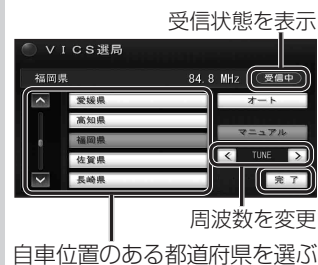 受信状態を表示
VICS選局
福岡県 84.8 MHz 受信中
愛媛県 オート
高知県
福岡県 マニュアル
佐賀県 TUNE
長崎県 完了
周波数を変更
自車位置のある都道府県を選ぶ